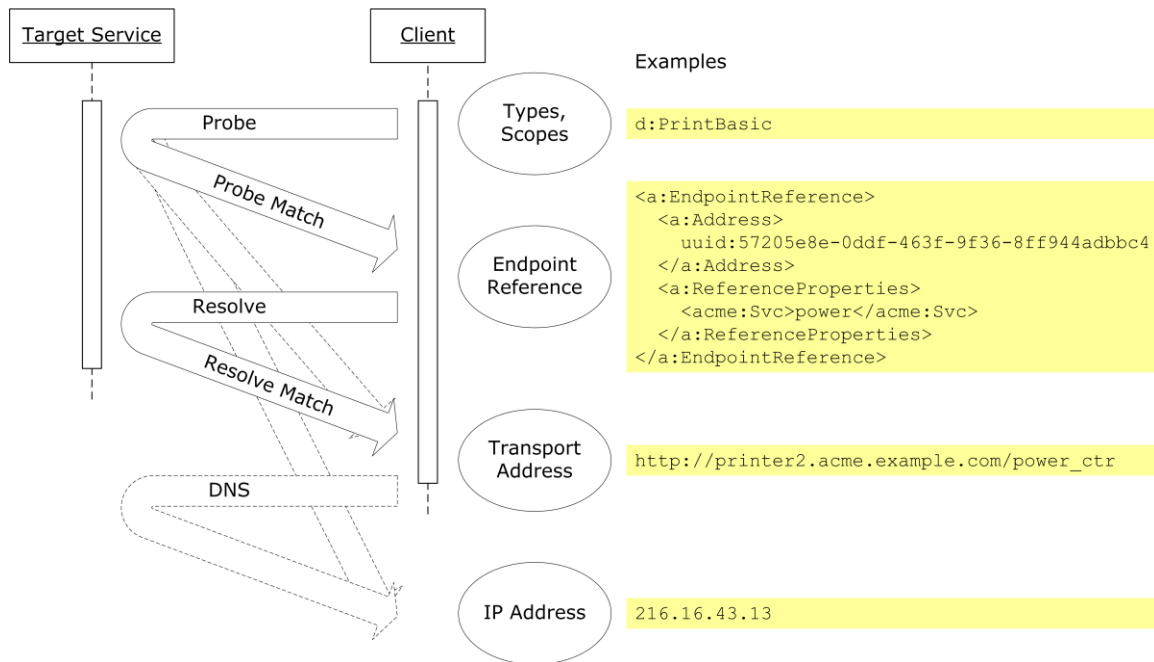 Target Service
Client
Examples
Types,
Scopes
d:PrintBasic
Probe
Probe Match
<a:EndpointReference>
  <a:Address>
    uuid:57205e8e-0ddf-463f-9f36-8ff944adbbc4
  </a:Address>
  <a:ReferenceProperties>
    <acme:Svc>power</acme:Svc>
  </a:ReferenceProperties>
</a:EndpointReference>
Endpoint
Reference
Resolve
Resolve Match
Transport
Address
http://printer2.acme.example.com/power_ctr
DNS
IP Address
216.16.43.13